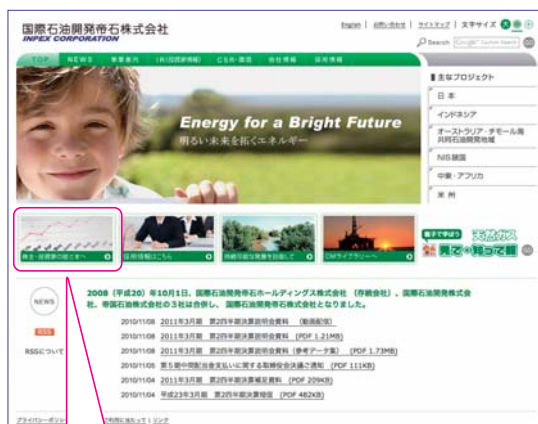 国際石油開発帝石株式会社
INPEX CORPORATION
English | お問い合わせ | サイトマップ | 文字サイズ 大 中 小
Search
TOP NEWS 事業案内 IR(投資家情報) CSR・環境 会社情報 採用情報
Energy for a Bright Future
明るい未来を拓くエネルギー
主なプロジェクト
日本
インドネシア
オーストラリア・チモール海
共同石油開発地域
NIS諸国
中東・アフリカ
米州
株主・投資家の皆さまへ
採用情報はこちら
持続可能な発展を目指して
CMライブラリーへ
親子で学ぼう 天然ガス
見て・知って館
NEWS
RSS
RSSについて
2008（平成20）年10月1日、国際石油開発帝石ホールディングス株式会社（存続会社）、国際石油開発株式会
社、帝国石油株式会社の3社は合併し、国際石油開発帝石株式会社となりました。
2010/11/08 2011年3月期 第2四半期決算説明会資料 （動画配信）
2010/11/08 2011年3月期 第2四半期決算説明会資料 (PDF 1.21MB)
2010/11/08 2011年3月期 第2四半期決算説明会資料（参考データ集） (PDF 1.73MB)
2010/11/05 第5期中間配当金支払いに関する取締役会決議ご通知 (PDF 111KB)
2010/11/04 2011年3月期 第2四半期決算補足資料 (PDF 209KB)
2010/11/04 平成23年3月期 第2四半期決算短信 (PDF 482KB)
プライバシーポリシー
ご利用に当たって | リンク